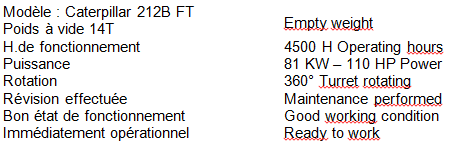 Modèle : Caterpillar 212B FT
Poids à vide 14T Empty weight
H.de fonctionnement 4500 H Operating hours
Puissance 81 KW – 110 HP Power
Rotation 360° Turret rotating
Révision effectuée Maintenance performed
Bon état de fonctionnement Good working condition
Immédiatement opérationnel Ready to work